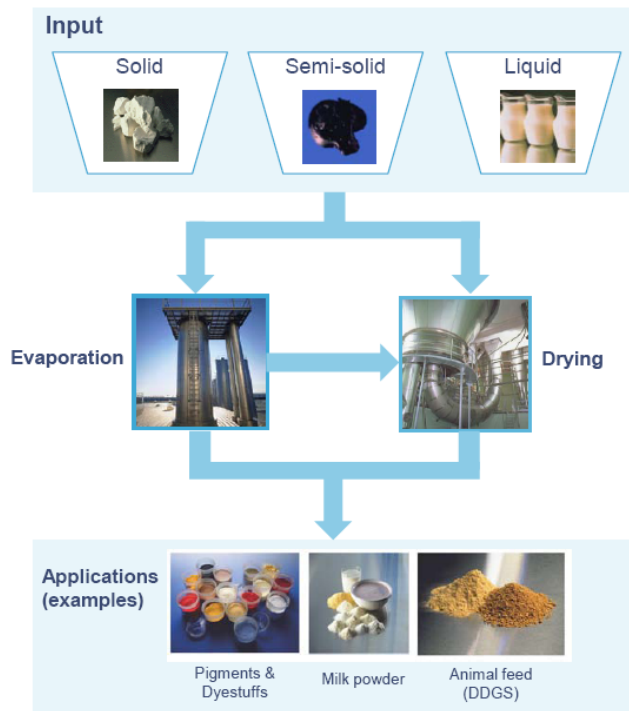 Input
Solid
Semi-solid
Liquid
Evaporation
Drying
Applications
(examples)
Pigments &
Dyestuffs
Milk powder
Animal feed
(DDGS)